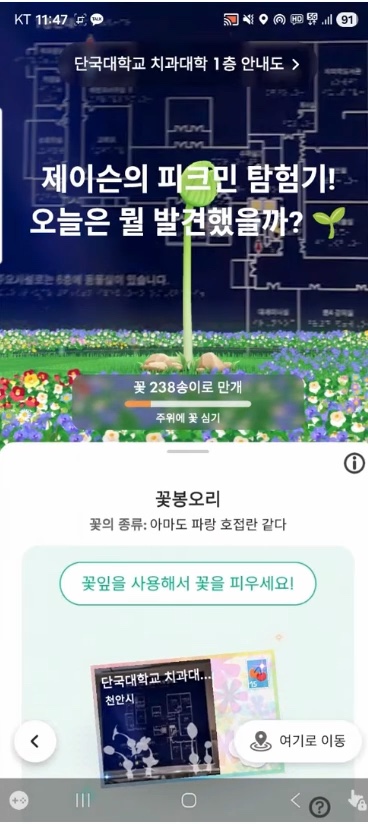 KT 11:47
91
단국대학교 치과대학 1층 안내도
제이슨의 피크민 탐험기!
오늘은 뭘 발견했을까?
꽃 238송이로 만개
주위에 꽃 심기
꽃봉오리
꽃의 종류: 아마도 파랑 호접란 같다
꽃잎을 사용해서 꽃을 피우세요!
단국대학교 치과대...
천안시
여기로 이동